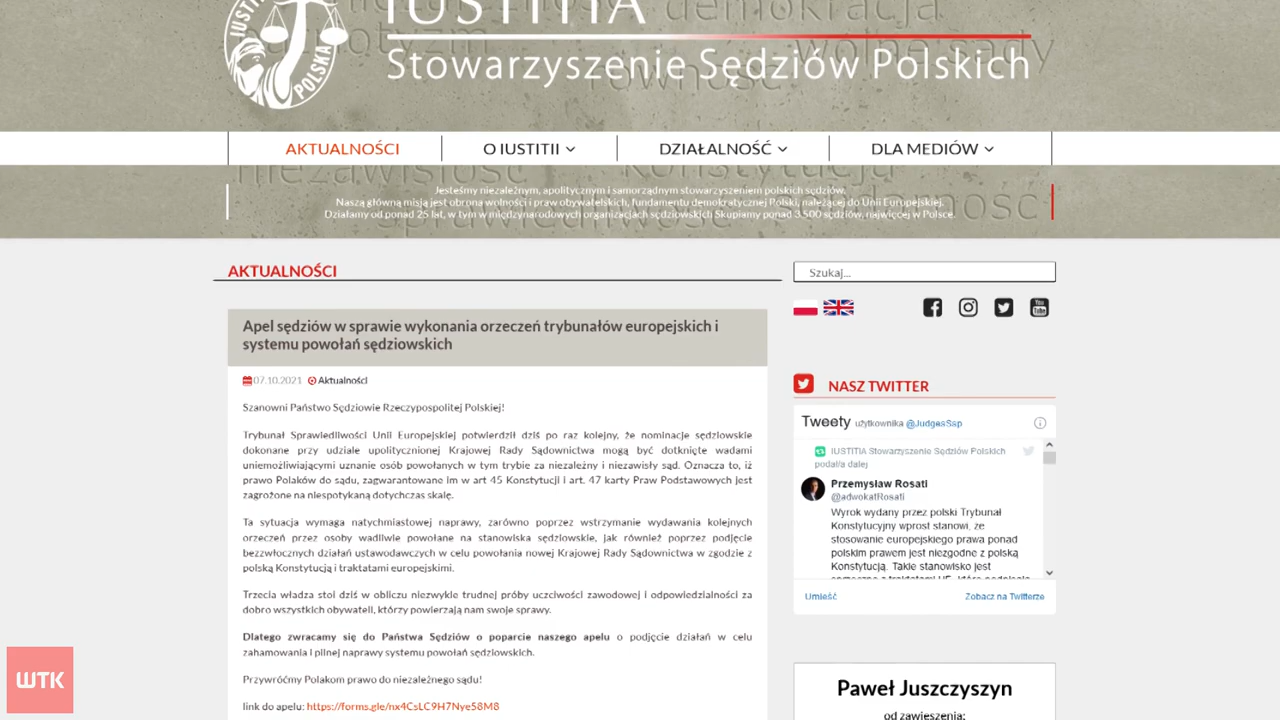 IUSTITIA
demokracja
IUSTITIA
POLSKA
wolne sądy
Stowarzyszenie Sędziów Polskich
równość
AKTUALNOŚCI
O IUSTITII
DZIAŁALNOŚĆ
DLA MEDIÓW
niezawisłość
Konstytucja
Jesteśmy niezależnym, apolitycznym i samorządnym stowarzyszeniem polskich sędziów.
Naszą główną misją jest obrona wolności i praw obywatelskich, fundamentu demokratycznej Polski, należącej do Unii Europejskiej.
Działamy od ponad 25 lat, w tym w międzynarodowych organizacjach sędziowskich Skupiamy ponad 3 500 sędziów, najwięcej w Polsce.
sprawiedliwość
AKTUALNOŚCI
Szukaj...
Apel sędziów w sprawie wykonania orzeczeń trybunałów europejskich i
systemu powołań sędziowskich
07.10.2021 Aktualności
Szanowni Państwo Sędziowie Rzeczypospolitej Polskiej!
Trybunał Sprawiedliwości Unii Europejskiej potwierdził dziś po raz kolejny, że nominacje sędziowskie
dokonane przy udziale upolitycznionej Krajowej Rady Sądownictwa mogą być dotknięte wadami
uniemożliwiającymi uznanie osób powołanych w tym trybie za niezależny i niezawisły sąd. Oznacza to, iż
prawo Polaków do sądu, zagwarantowane im w art 45 Konstytucji i art. 47 karty Praw Podstawowych jest
zagrożone na niespotykaną dotychczas skalę.
Ta sytuacja wymaga natychmiastowej naprawy, zarówno poprzez wstrzymanie wydawania kolejnych
orzeczeń przez osoby wadliwie powołane na stanowiska sędziowskie, jak również poprzez podjęcie
bezzwłocznych działań ustawodawczych w celu powołania nowej Krajowej Rady Sądownictwa w zgodzie z
polską Konstytucją i traktatami europejskimi.
Trzecia władza stoi dziś w obliczu niezwykle trudnej próby uczciwości zawodowej i odpowiedzialności za
dobro wszystkich obywateli, którzy powierzają nam swoje sprawy.
Dlatego zwracamy się do Państwa Sędziów o poparcie naszego apelu o podjęcie działań w celu
zahamowania i pilnej naprawy systemu powołań sędziowskich.
Przywróćmy Polakom prawo do niezależnego sądu!
link do apelu: https://forms.gle/nx4CsLC9H7Nye58M8
NASZ TWITTER
Tweety użytkownika @JudgesSsp
IUSTITIA Stowarzyszenie Sędziów Polskich
podał/a dalej
Przemysław Rosati
@adwokatRosati
Wyrok wydany przez polski Trybunał
Konstytucyjny wprost stanowi, że
stosowanie europejskiego prawa ponad
polskim prawem jest niezgodne z polską
Konstytucją. Takie stanowisko jest
Umieść
Zobacz na Twitterze
Paweł Juszczyszyn
od zawieszenia:
WTK